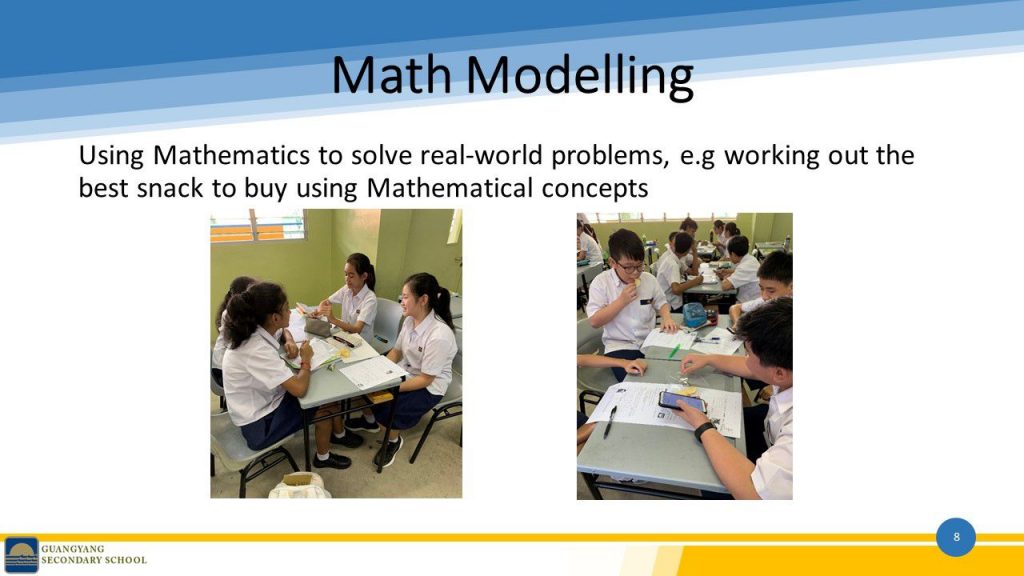 Math Modelling
Using Mathematics to solve real-world problems, e.g working out the
best snack to buy using Mathematical concepts
8
GUANGYANG
SECONDARY SCHOOL